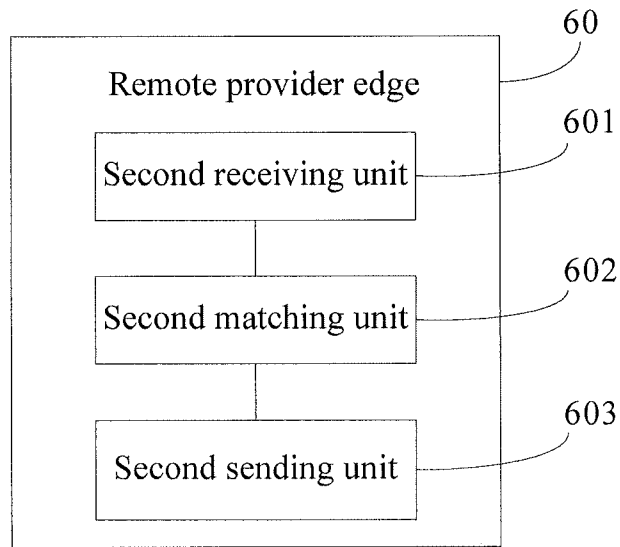 60
Remote provider edge
601
Second receiving unit
602
Second matching unit
603
Second sending unit